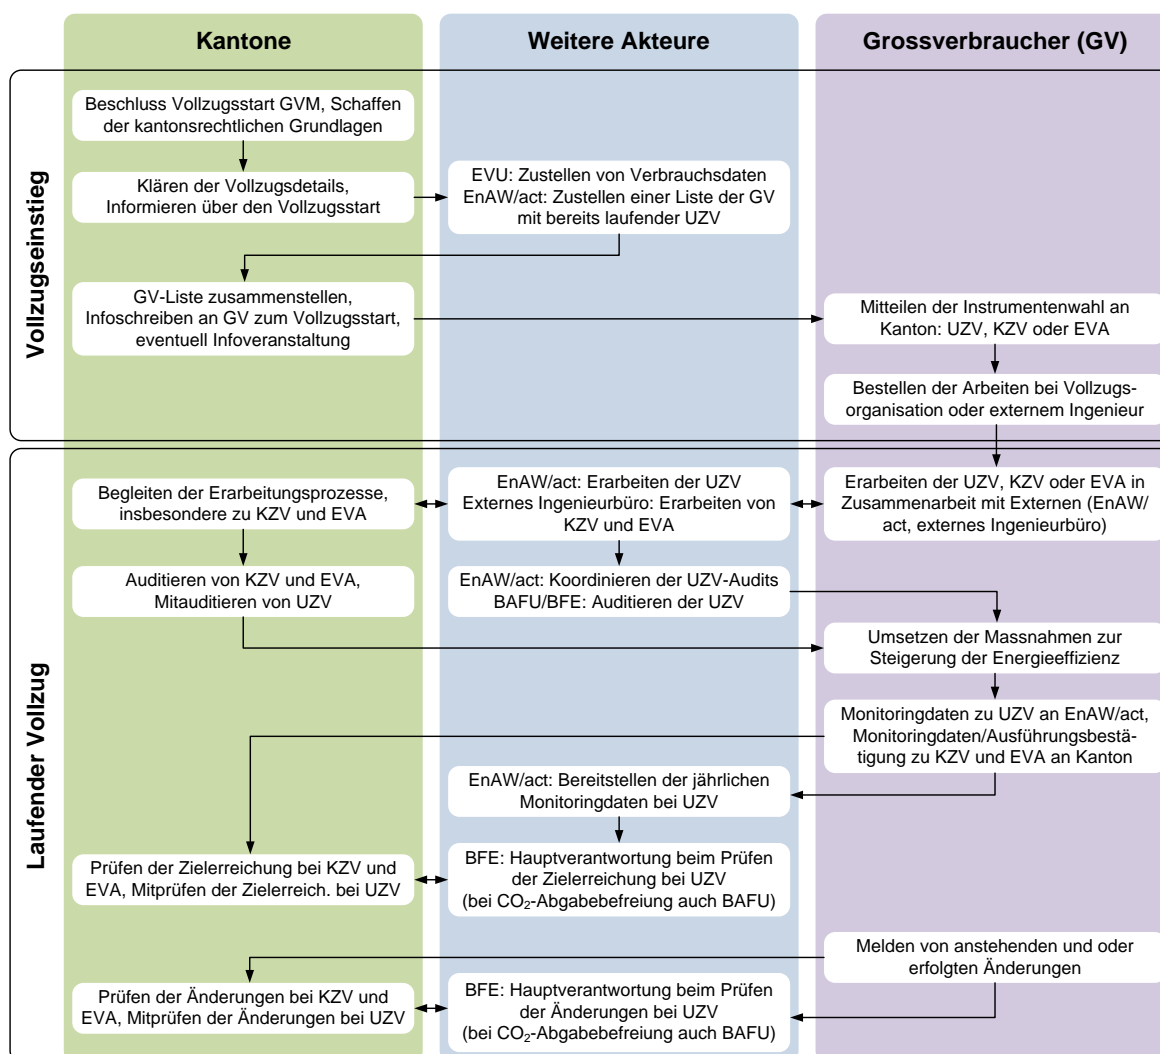 Kantone
Weitere Akteure
Grossverbraucher (GV)
Vollzugseinstieg
Beschluss Vollzugsstart GVM, Schaffen
der kantonsrechtlichen Grundlagen
Klären der Vollzugsdetails,
Informieren über den Vollzugsstart
EVU: Zustellen von Verbrauchsdaten
EnAW/act: Zustellen einer Liste der GV
mit bereits laufender UZV
GV-Liste zusammenstellen,
Infoschreiben an GV zum Vollzugsstart,
eventuell Infoveranstaltung
Mitteilen der Instrumentenwahl an
Kanton: UZV, KZV oder EVA
Bestellen der Arbeiten bei Vollzugs-
organisation oder externem Ingenieur
Laufender Vollzug
Begleiten der Erarbeitungsprozesse,
insbesondere zu KZV und EVA
EnAW/act: Erarbeiten der UZV
Externes Ingenieurbüro: Erarbeiten von
KZV und EVA
Erarbeiten der UZV, KZV oder EVA in
Zusammenarbeit mit Externen (EnAW/
act, externes Ingenieurbüro)
Auditieren von KZV und EVA,
Mitauditieren von UZV
EnAW/act: Koordinieren der UZV-Audits
BAFU/BFE: Auditieren der UZV
Umsetzen der Massnahmen zur
Steigerung der Energieeffizienz
Monitoringdaten zu UZV an EnAW/act,
Monitoringdaten/Ausführungsbestä-
tigung zu KZV und EVA an Kanton
EnAW/act: Bereitstellen der jährlichen
Monitoringdaten bei UZV
Prüfen der Zielerreichung bei KZV und
EVA, Mitprüfen der Zielerreich. bei UZV
BFE: Hauptverantwortung beim Prüfen
der Zielerreichung bei UZV
(bei CO₂-Abgabebefreiung auch BAFU)
Melden von anstehenden und oder
erfolgten Änderungen
Prüfen der Änderungen bei KZV und
EVA, Mitprüfen der Änderungen bei UZV
BFE: Hauptverantwortung beim Prüfen
der Änderungen bei UZV
(bei CO₂-Abgabebefreiung auch BAFU)